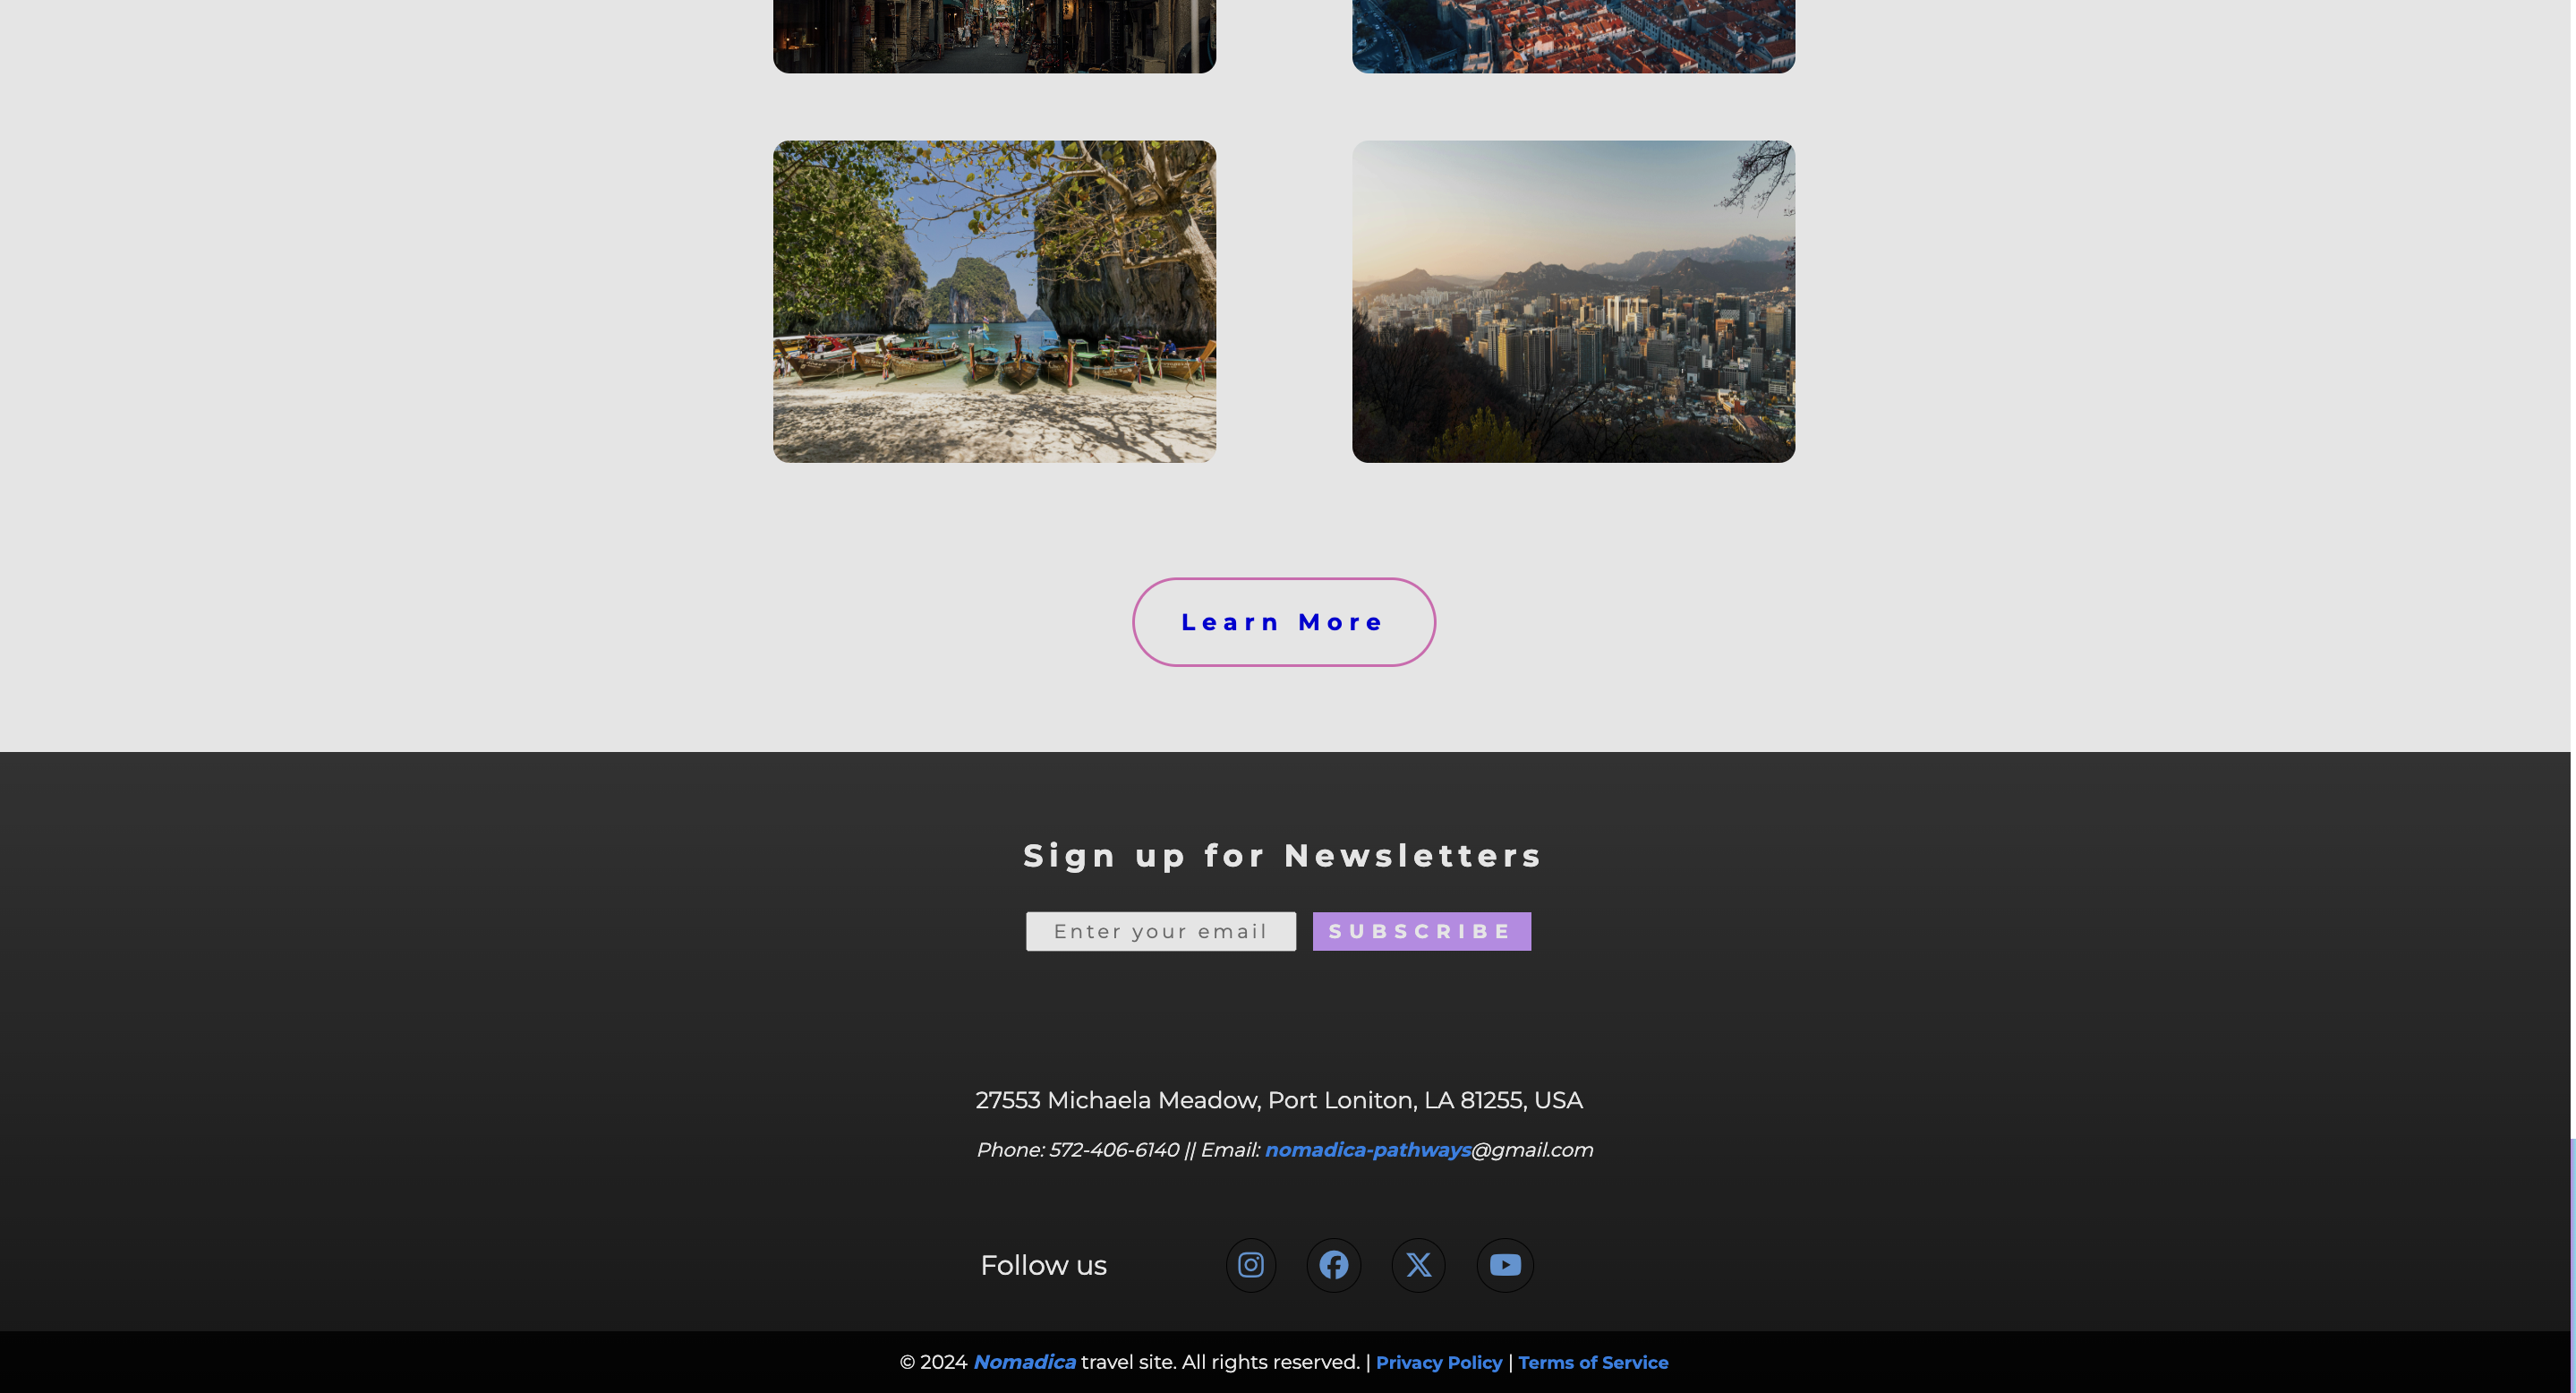 Learn More
Sign up for Newsletters
Enter your email SUBSCRIBE
27553 Michaela Meadow, Port Loniton, LA 81255, USA
Phone: 572-406-6140 || Email: nomadica-pathways@gmail.com
Follow us
© 2024 Nomadica travel site. All rights reserved. | Privacy Policy | Terms of Service